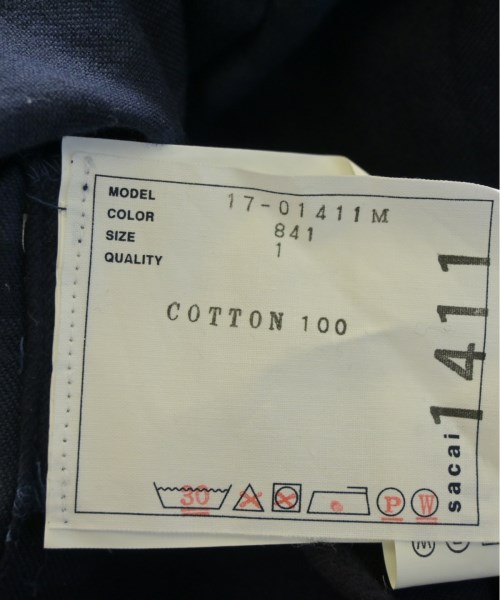 MODEL 17-01411M
COLOR 841
SIZE 1
QUALITY
COTTON 100
sacai 1411
30
P
W